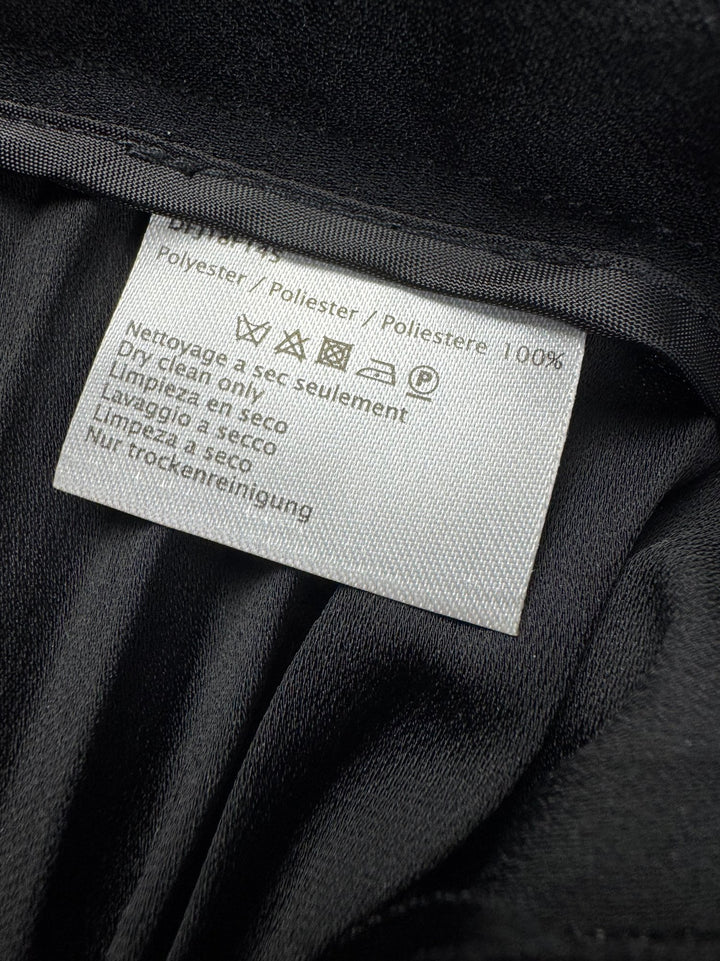 Polyester / Poliester / Poliestere 100%
P
Nettoyage a sec seulement
Dry clean only
Limpieza en seco
Lavaggio a secco
Limpeza a seco
Nur trockenreinigung